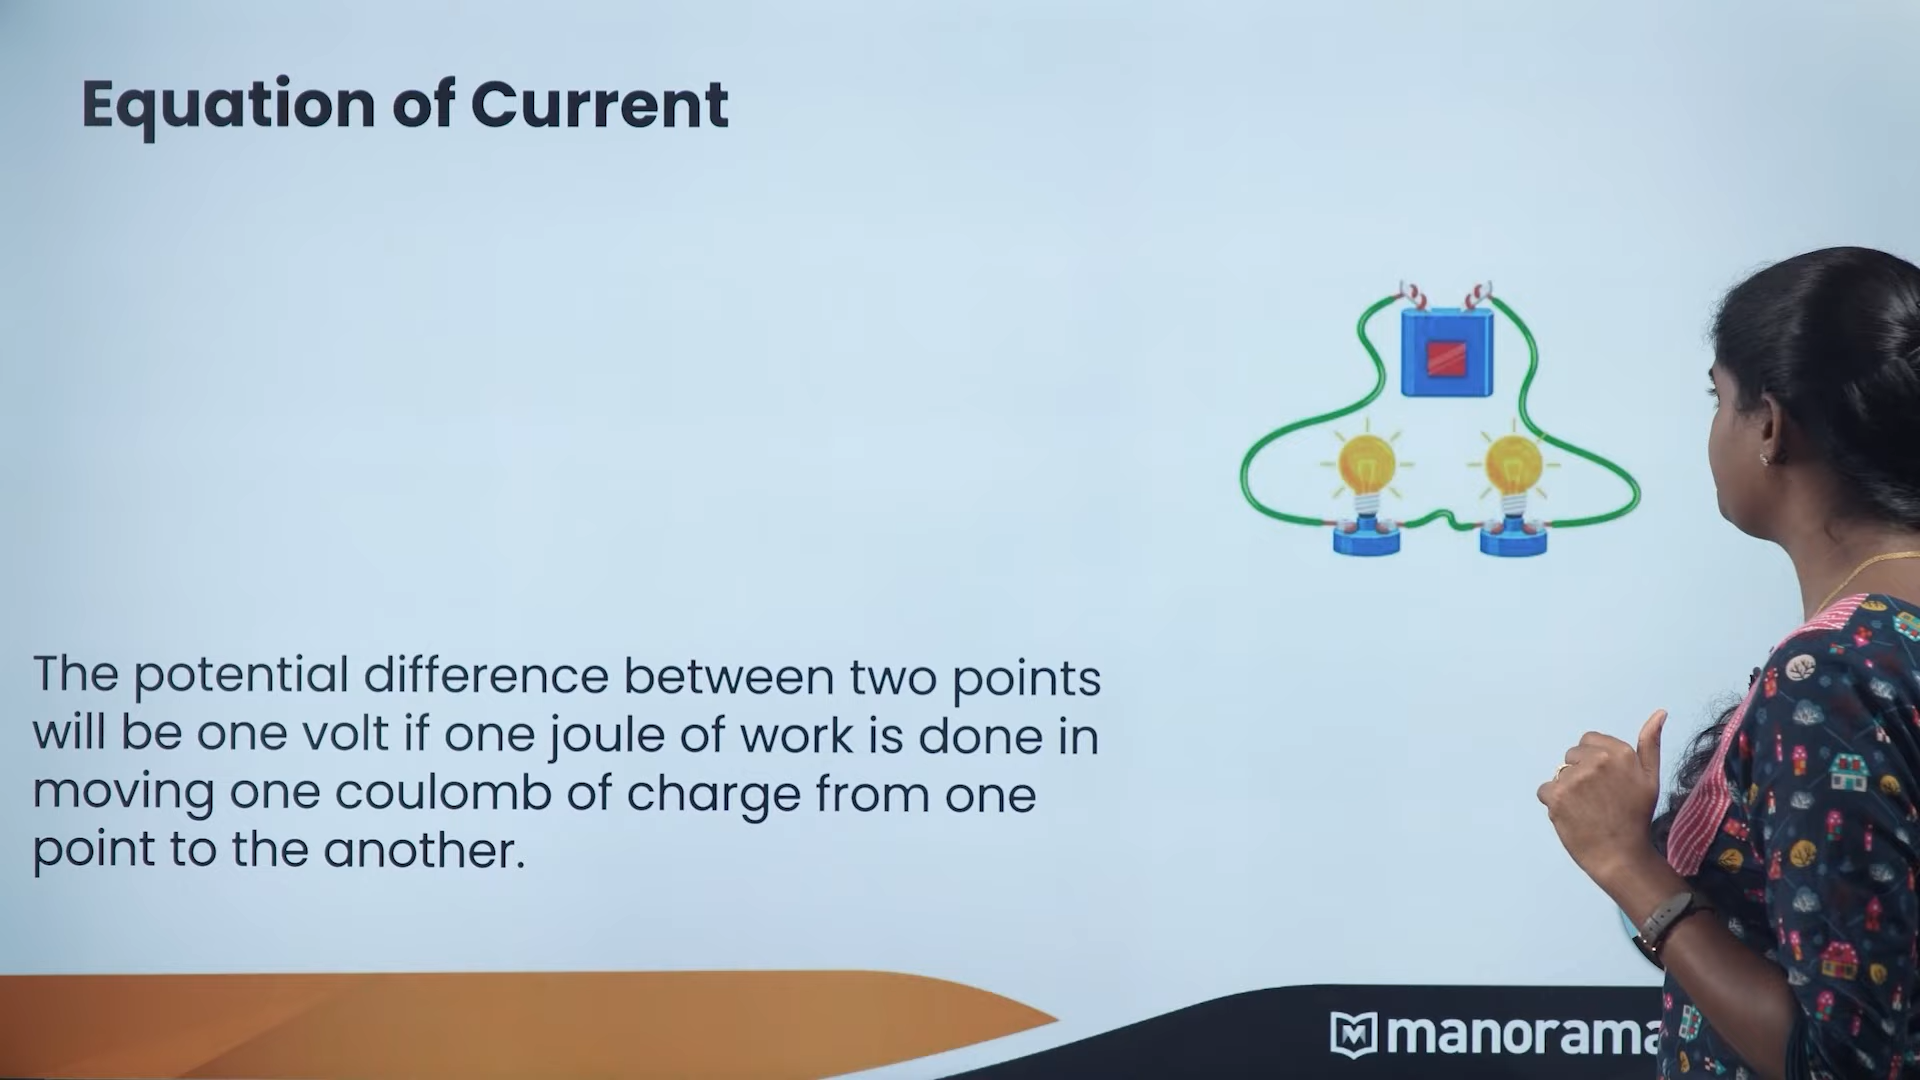 Equation of Current
The potential difference between two points
will be one volt if one joule of work is done in
moving one coulomb of charge from one
point to the another.
manorama